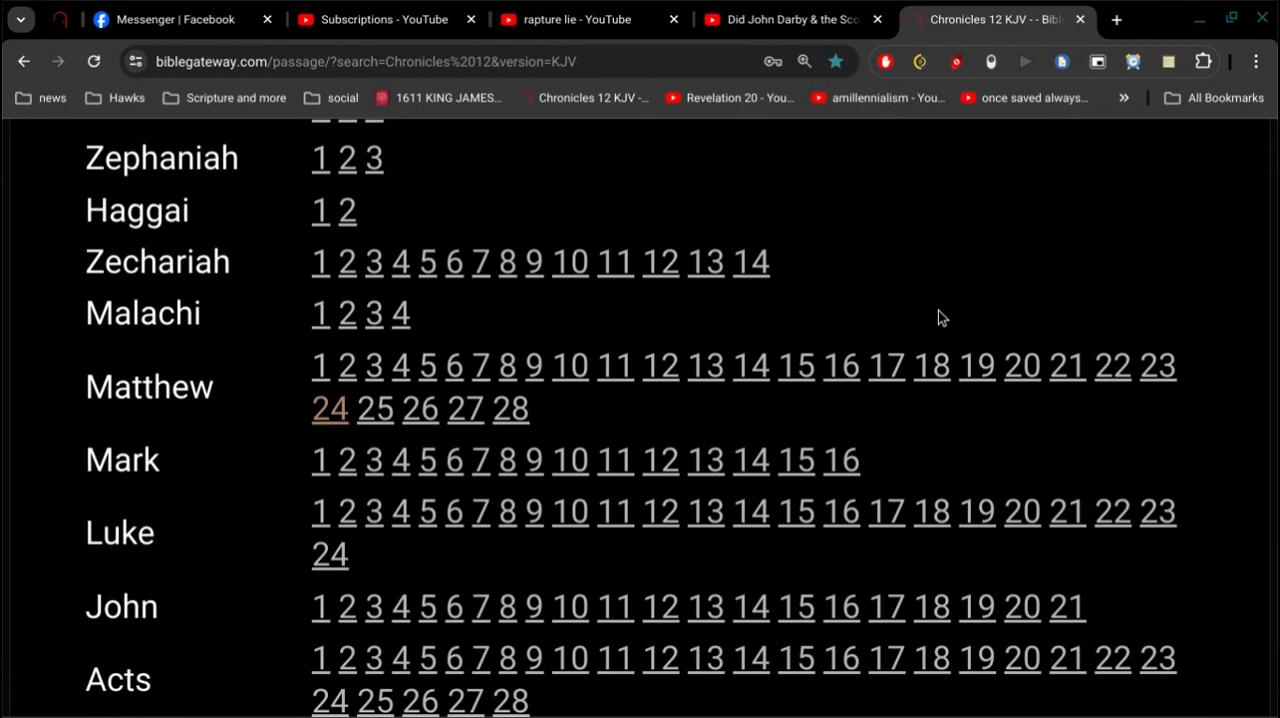 Messenger | Facebook
Subscriptions - YouTube
rapture lie - YouTube
Did John Darby & the Sco
Chronicles 12 KJV - - Bib
biblegateway.com/passage/?search=Chronicles%2012&version=KJV
news
Hawks
Scripture and more
social
1611 KING JAMES...
Chronicles 12 KJV -...
Revelation 20 - You...
amillennialism - You...
once saved always...
All Bookmarks
Zephaniah 1 2 3
Haggai 1 2
Zechariah 1 2 3 4 5 6 7 8 9 10 11 12 13 14
Malachi 1 2 3 4
Matthew 1 2 3 4 5 6 7 8 9 10 11 12 13 14 15 16 17 18 19 20 21 22 23
24 25 26 27 28
Mark 1 2 3 4 5 6 7 8 9 10 11 12 13 14 15 16
Luke 1 2 3 4 5 6 7 8 9 10 11 12 13 14 15 16 17 18 19 20 21 22 23
24
John 1 2 3 4 5 6 7 8 9 10 11 12 13 14 15 16 17 18 19 20 21
Acts 1 2 3 4 5 6 7 8 9 10 11 12 13 14 15 16 17 18 19 20 21 22 23
24 25 26 27 28